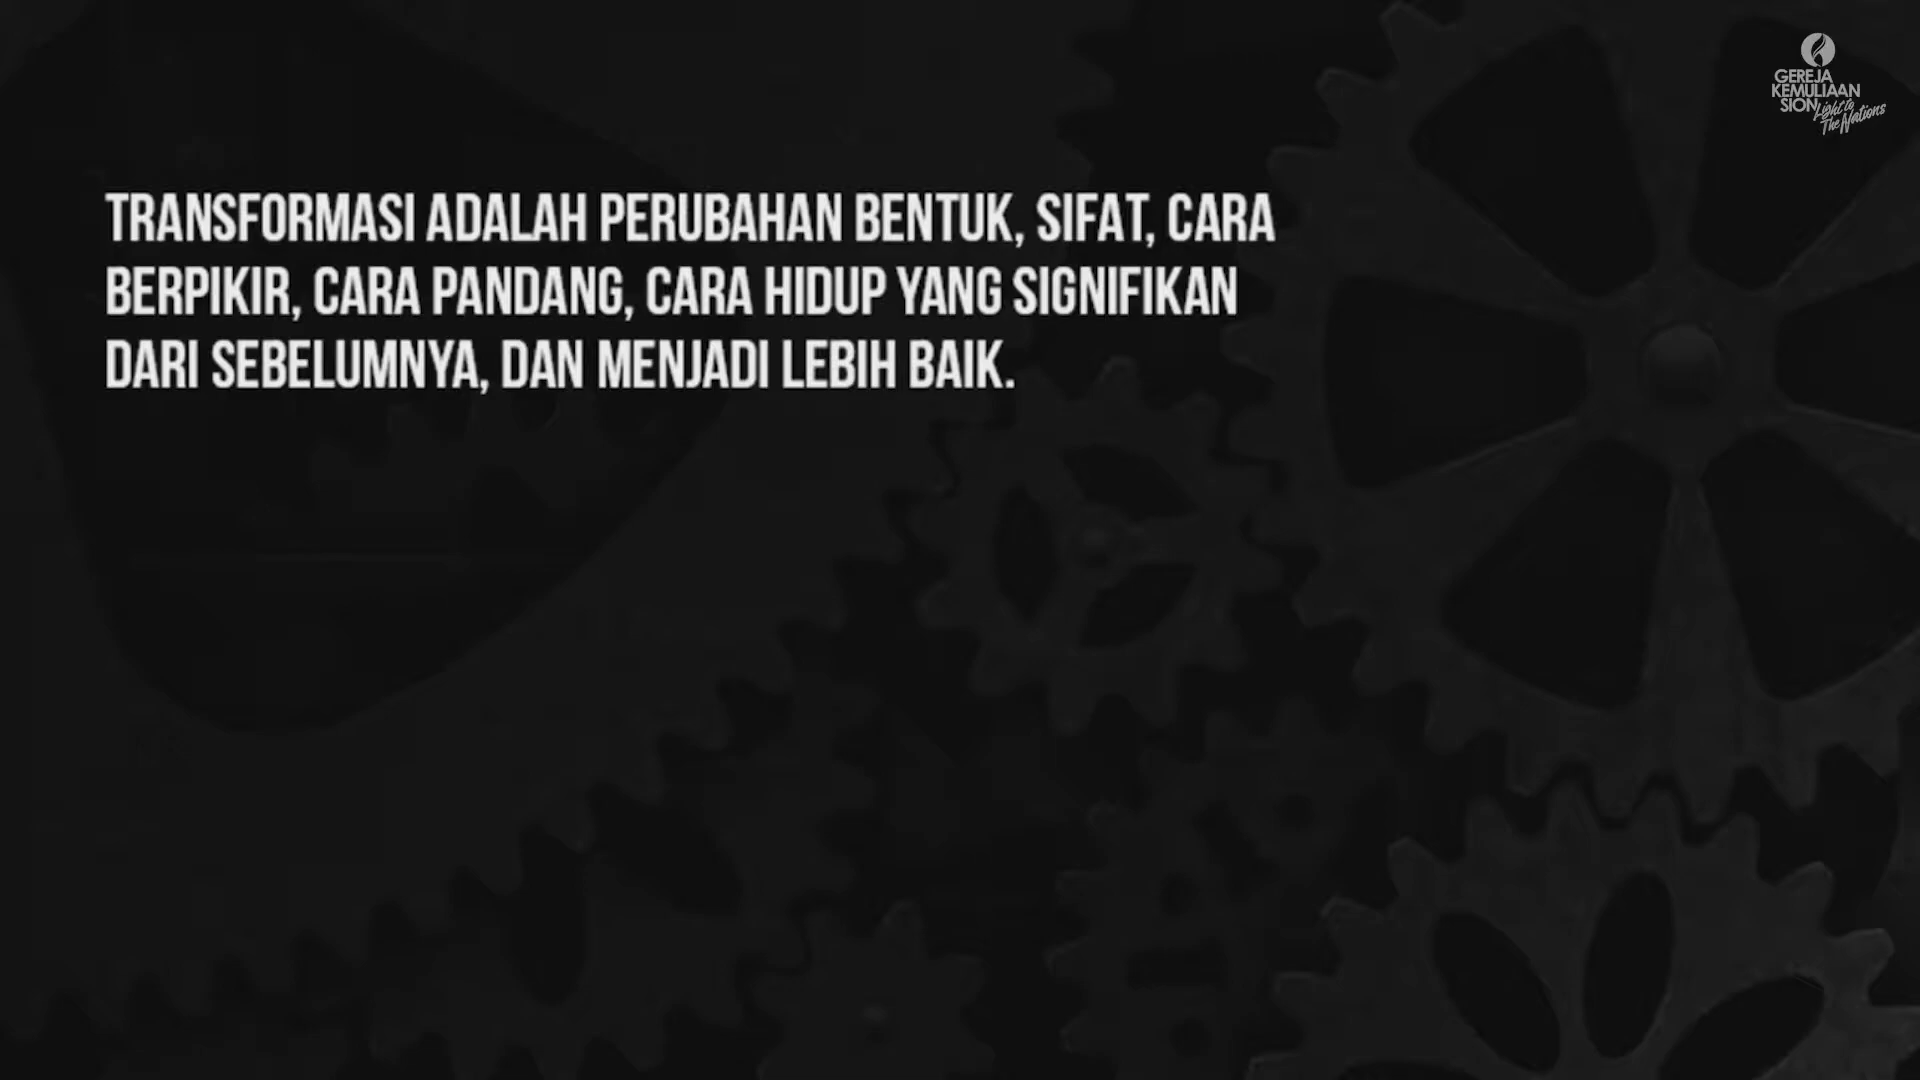 GEREJA
KEMULIAAN
SION Light to
The Nations
TRANSFORMASI ADALAH PERUBAHAN BENTUK, SIFAT, CARA
BERPIKIR, CARA PANDANG, CARA HIDUP YANG SIGNIFIKAN
DARI SEBELUMNYA, DAN MENJADI LEBIH BAIK.